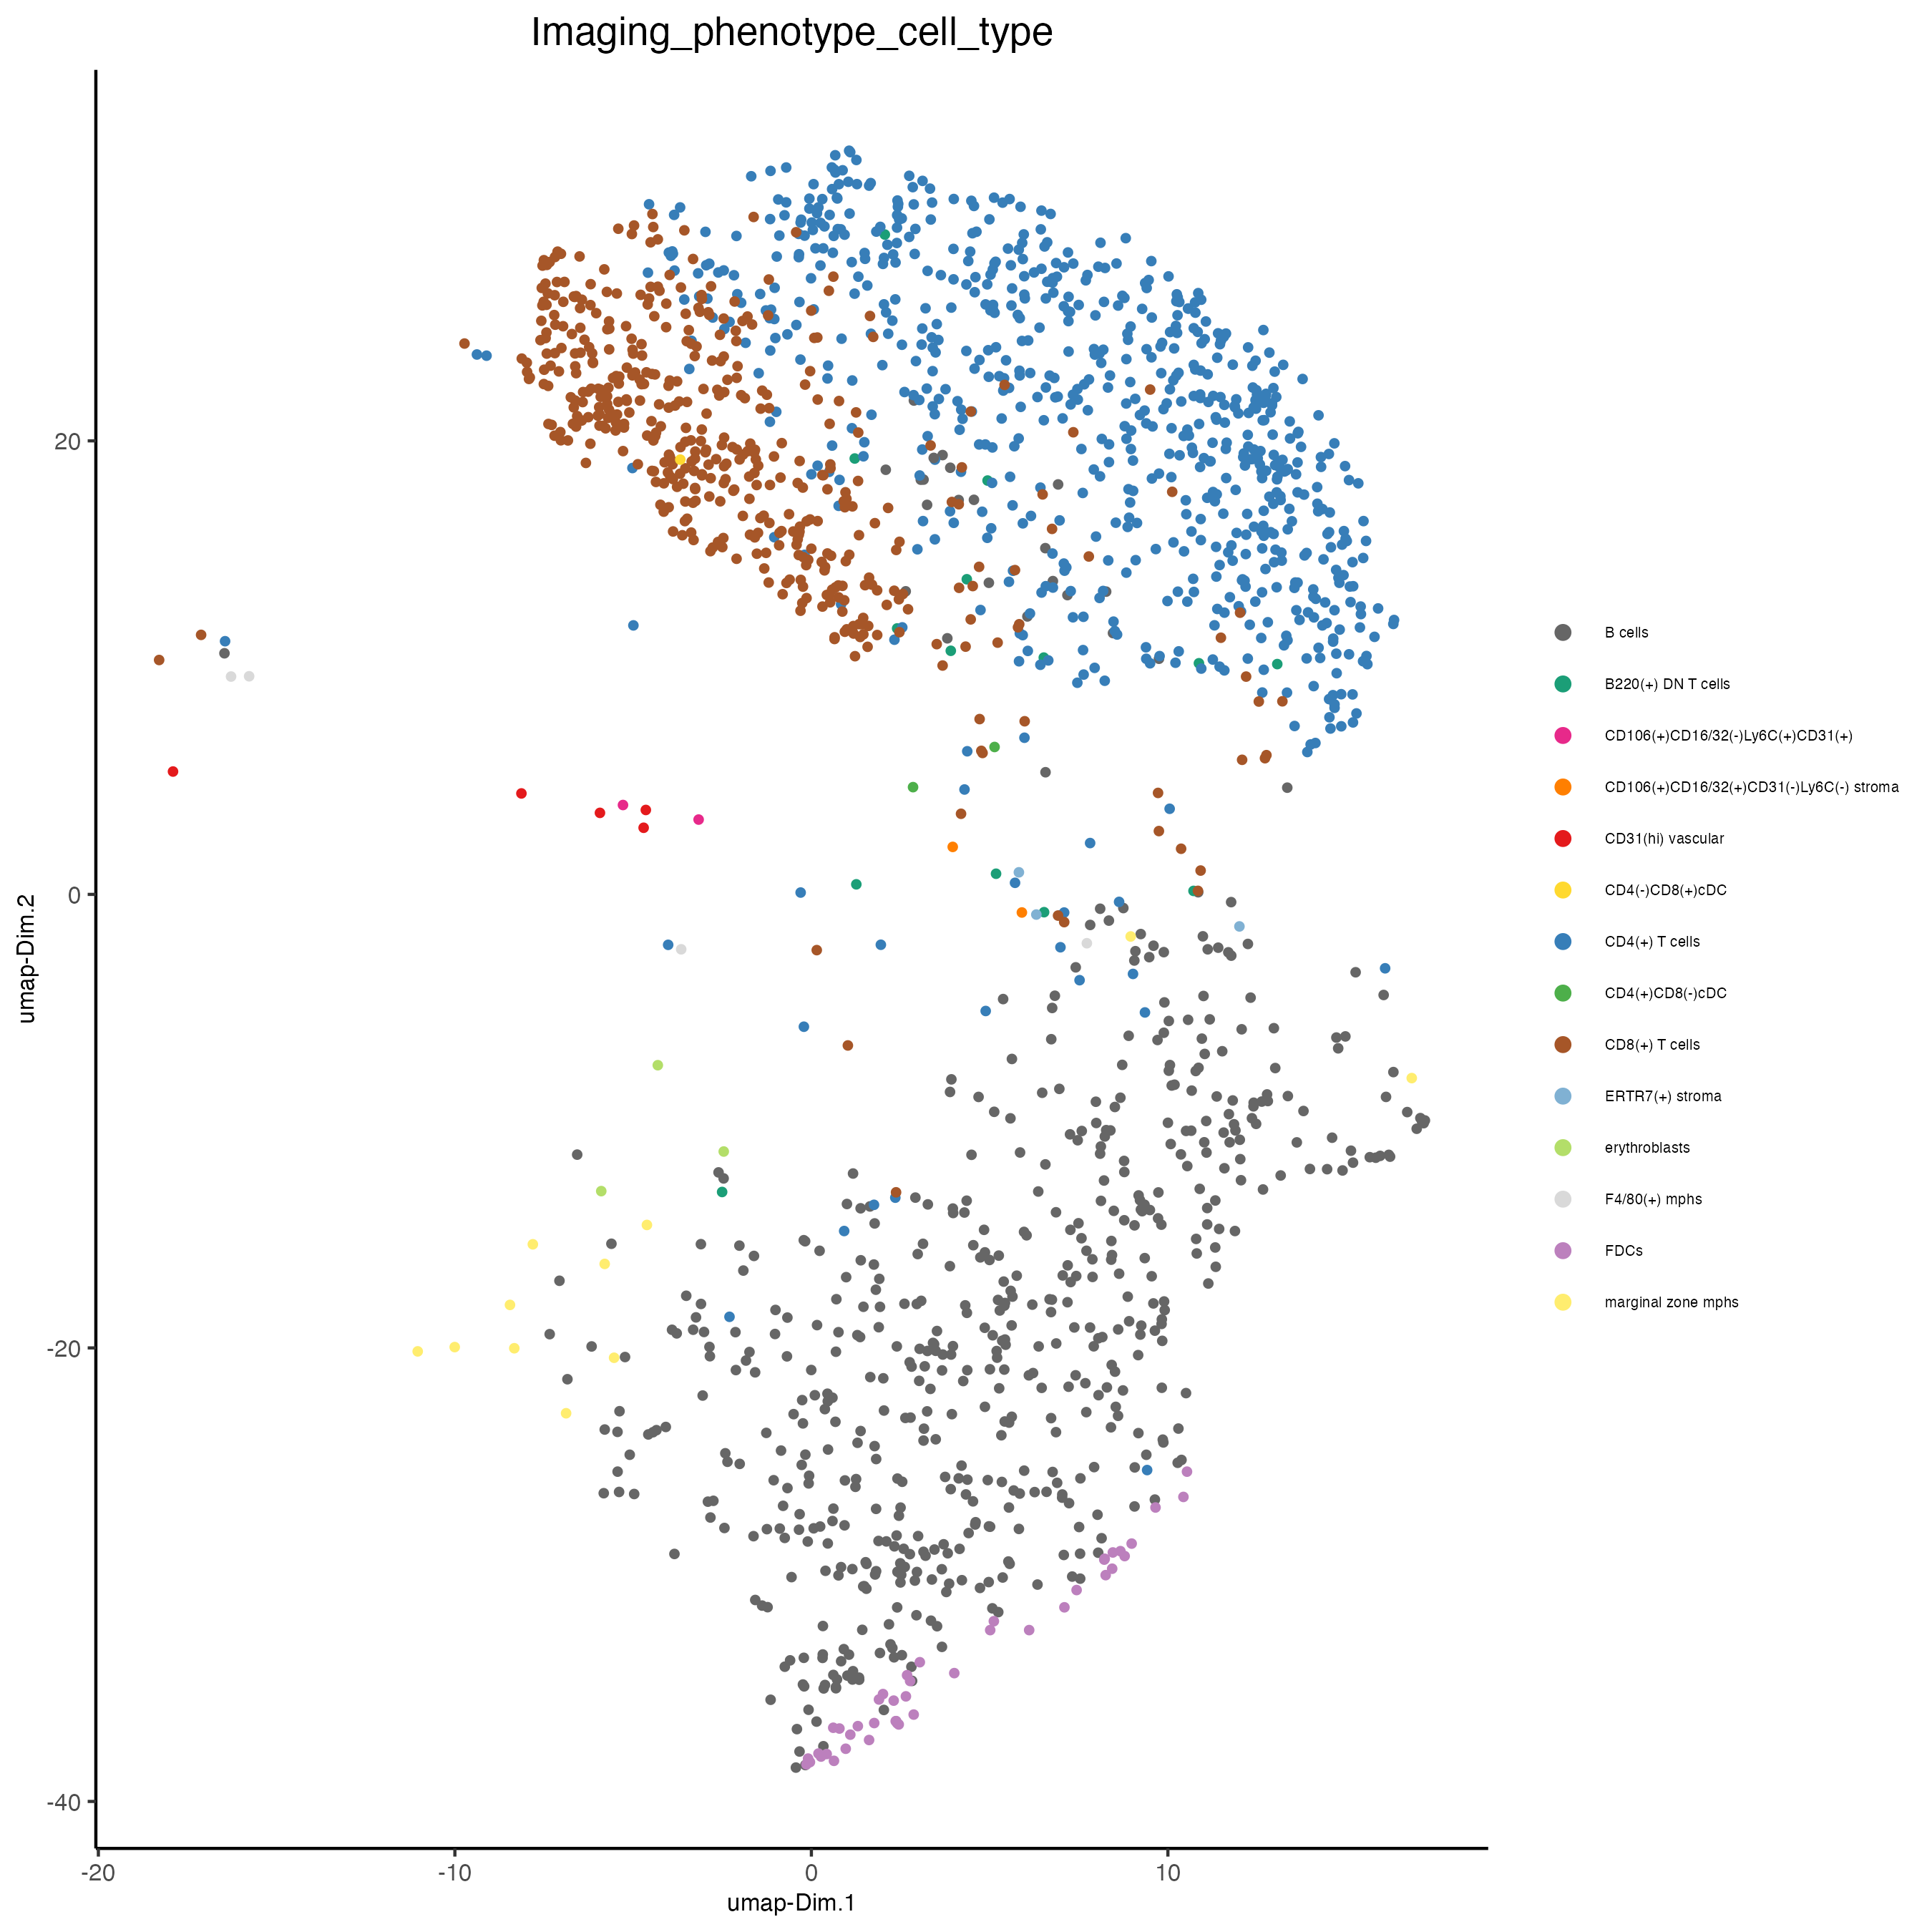 Imaging_phenotype_cell_type
umap-Dim.2
20
0
-20
-40
-20
-10
0
10
umap-Dim.1
B cells
B220(+) DN T cells
CD106(+)CD16/32(-)Ly6C(+)CD31(+)
CD106(+)CD16/32(+)CD31(-)Ly6C(-) stroma
CD31(hi) vascular
CD4(-)CD8(+)cDC
CD4(+) T cells
CD4(+)CD8(-)cDC
CD8(+) T cells
ERTR7(+) stroma
erythroblasts
F4/80(+) mphs
FDCs
marginal zone mphs